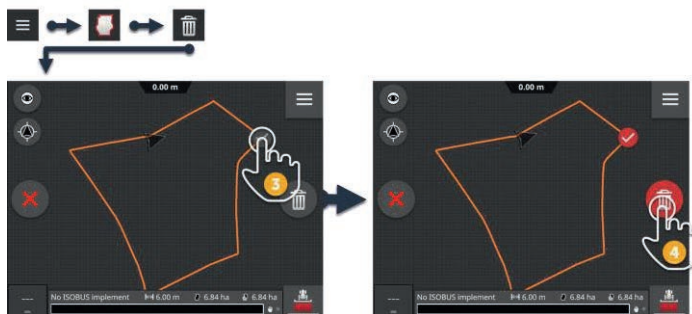 0.00 m
3
---
No ISOBUS implement 6.00 m 6.84 ha 6.84 ha
0.00 m
4
---
No ISOBUS implement 6.00 m 6.84 ha 6.84 ha